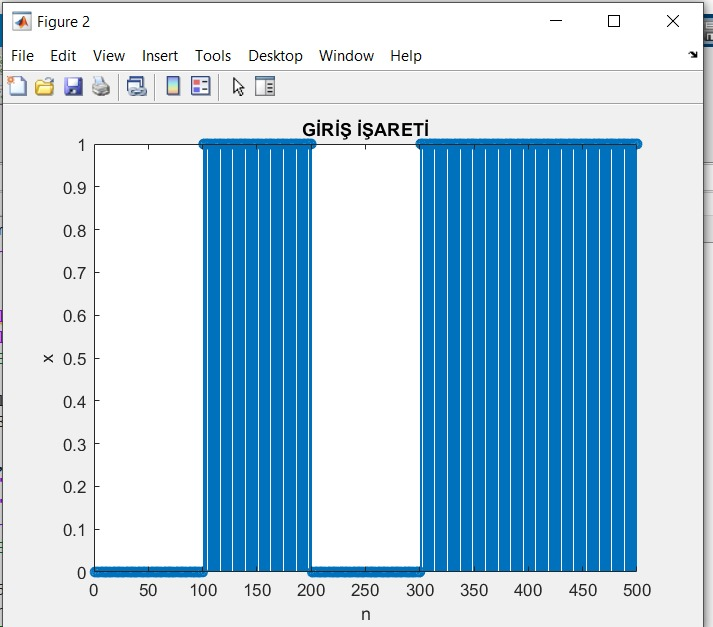 Figure 2
File Edit View Insert Tools Desktop Window Help
GİRİŞ İŞARETİ
1
0.9
0.8
0.7
0.6
x 0.5
0.4
0.3
0.2
0.1
0
0 50 100 150 200 250 300 350 400 450 500
n